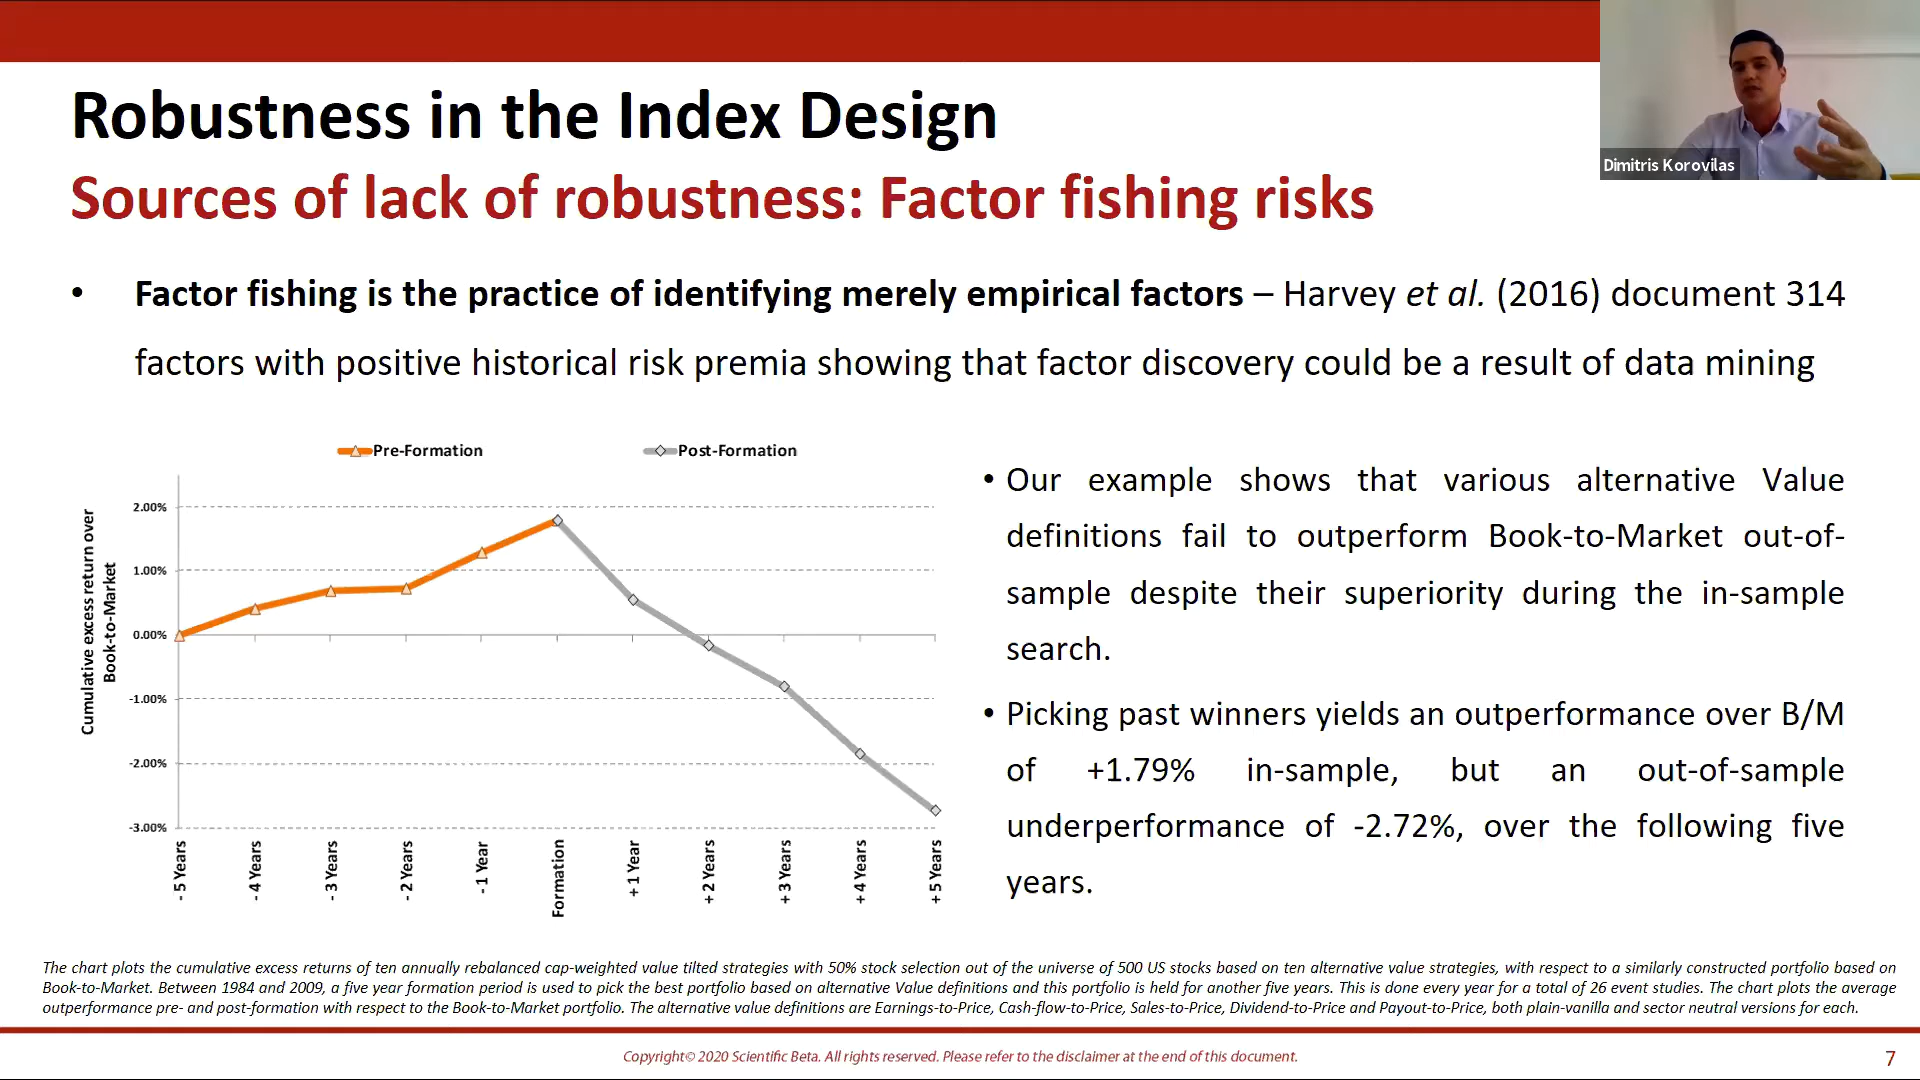 Robustness in the Index Design
Sources of lack of robustness: Factor fishing risks
Dimitris Korovilas
• Factor fishing is the practice of identifying merely empirical factors – Harvey et al. (2016) document 314
factors with positive historical risk premia showing that factor discovery could be a result of data mining
Pre-Formation
Post-Formation
Cumulative excess return over
Book-to-Market
2.00%
1.00%
0.00%
-1.00%
-2.00%
-3.00%
- 5 Years
- 4 Years
- 3 Years
- 2 Years
- 1 Year
Formation
+ 1 Year
+ 2 Years
+ 3 Years
+ 4 Years
+ 5 Years
• Our example shows that various alternative Value
definitions fail to outperform Book-to-Market out-of-
sample despite their superiority during the in-sample
search.
• Picking past winners yields an outperformance over B/M
of +1.79% in-sample, but an out-of-sample
underperformance of -2.72%, over the following five
years.
The chart plots the cumulative excess returns of ten annually rebalanced cap-weighted value tilted strategies with 50% stock selection out of the universe of 500 US stocks based on ten alternative value strategies, with respect to a similarly constructed portfolio based on
Book-to-Market. Between 1984 and 2009, a five year formation period is used to pick the best portfolio based on alternative Value definitions and this portfolio is held for another five years. This is done every year for a total of 26 event studies. The chart plots the average
outperformance pre- and post-formation with respect to the Book-to-Market portfolio. The alternative value definitions are Earnings-to-Price, Cash-flow-to-Price, Sales-to-Price, Dividend-to-Price and Payout-to-Price, both plain-vanilla and sector neutral versions for each.
Copyright© 2020 Scientific Beta. All rights reserved. Please refer to the disclaimer at the end of this document.
7